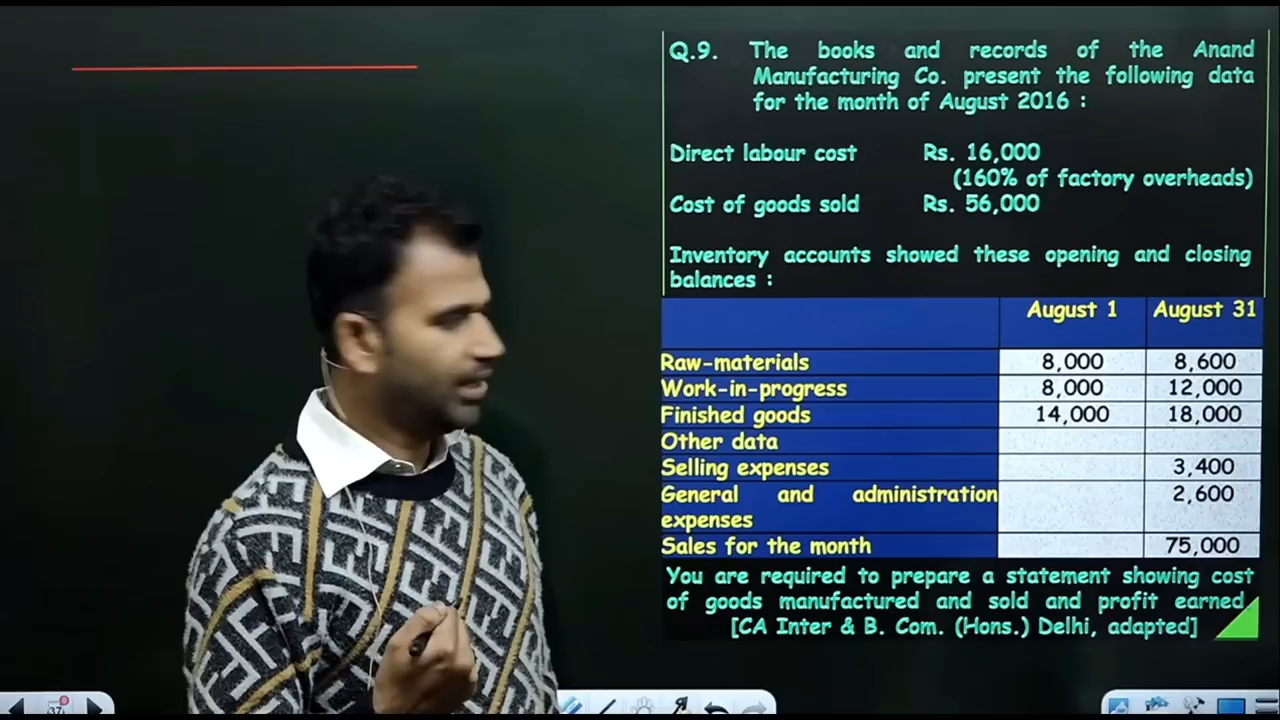 Q.9. The books and records of the Anand
Manufacturing Co. present the following data
for the month of August 2016 :
Direct labour cost Rs. 16,000
(160% of factory overheads)
Cost of goods sold Rs. 56,000
Inventory accounts showed these opening and closing
balances :
August 1 August 31
Raw-materials 8,000 8,600
Work-in-progress 8,000 12,000
Finished goods 14,000 18,000
Other data
Selling expenses 3,400
General and administration 2,600
expenses
Sales for the month 75,000
You are required to prepare a statement showing cost
of goods manufactured and sold and profit earned.
[CA Inter & B. Com. (Hons.) Delhi, adapted]
37